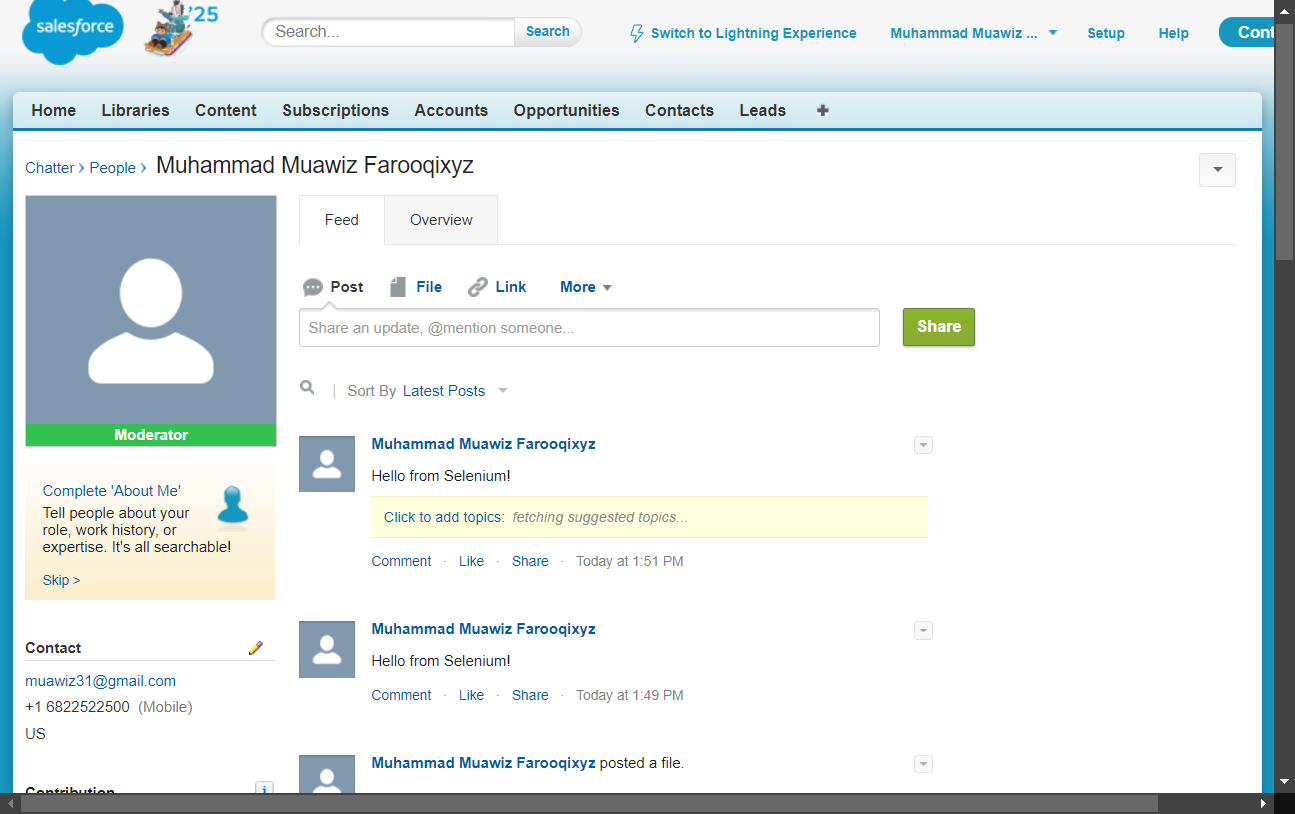 salesforce
'25
Search...
Search
Switch to Lightning Experience
Muhammad Muawiz ...
Setup
Help
Cont
Home Libraries Content Subscriptions Accounts Opportunities Contacts Leads +
Chatter › People › Muhammad Muawiz Farooqixyz
Feed Overview
Post File Link More
Share an update, @mention someone...
Share
Sort By Latest Posts
Moderator
Complete 'About Me'
Tell people about your
role, work history, or
expertise. It's all searchable!
Skip >
Contact
muawiz31@gmail.com
+1 6822522500 (Mobile)
US
Contribution
i
Muhammad Muawiz Farooqixyz
Hello from Selenium!
Click to add topics: fetching suggested topics...
Comment · Like · Share · Today at 1:51 PM
Muhammad Muawiz Farooqixyz
Hello from Selenium!
Comment · Like · Share · Today at 1:49 PM
Muhammad Muawiz Farooqixyz posted a file.